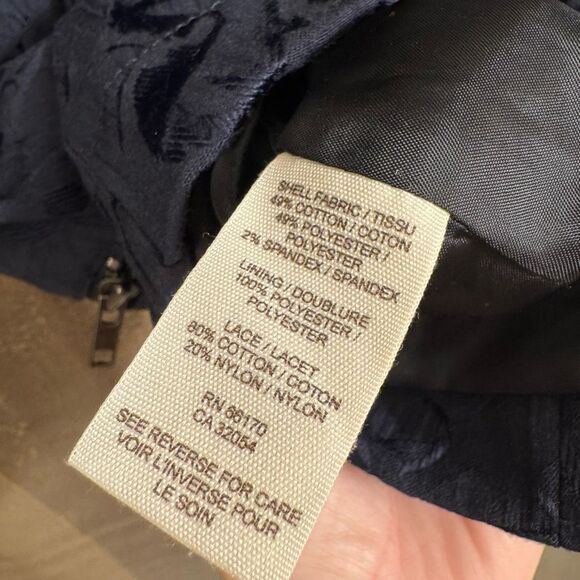 SHELL FABRIC / TISSU
49% COTTON / COTON
49% POLYESTER /
POLYESTER
2% SPANDEX / SPANDEX
LINING / DOUBLURE
100% POLYESTER /
POLYESTER
LACE / LACET
80% COTTON / COTON
20% NYLON / NYLON
RN 66170
CA 32054
SEE REVERSE FOR CARE
VOIR L'INVERSE POUR
LE SOIN